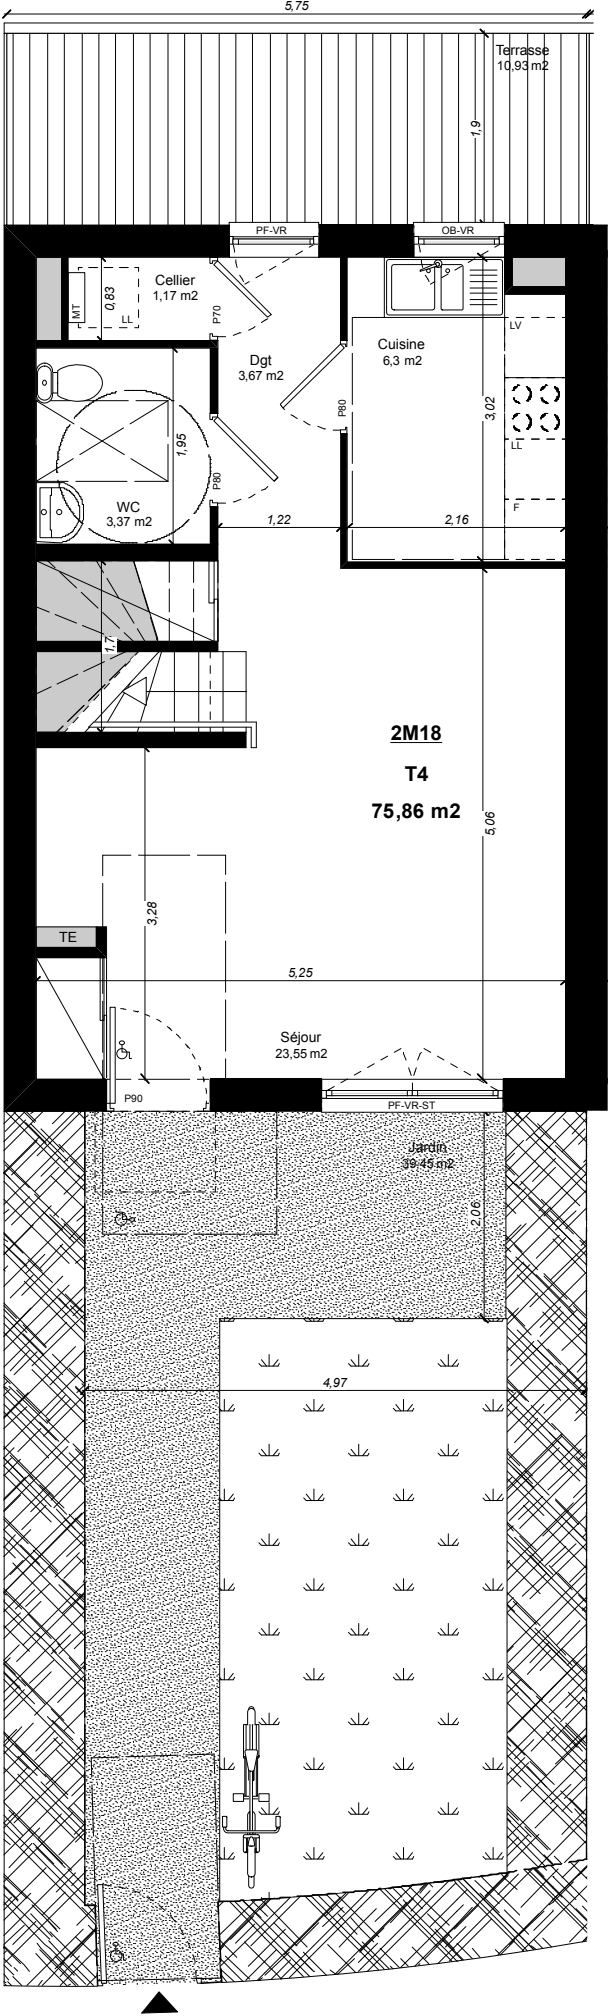 5,75
Terrasse
10,93 m2
1,9
PF-VR
OB-VR
Cellier
1,17 m2
0,83
MT
LL
P70
Dgt
3,67 m2
Cuisine
6,3 m2
LV
3,02
P80
LL
F
1,95
P80
WC
3,37 m2
1,22
2,16
1,7
2M18
T4
75,86 m2
5,06
3,28
TE
5,25
Séjour
23,55 m2
P90
PF-VR-ST
Jardin
39,45 m2
2,06
4,97